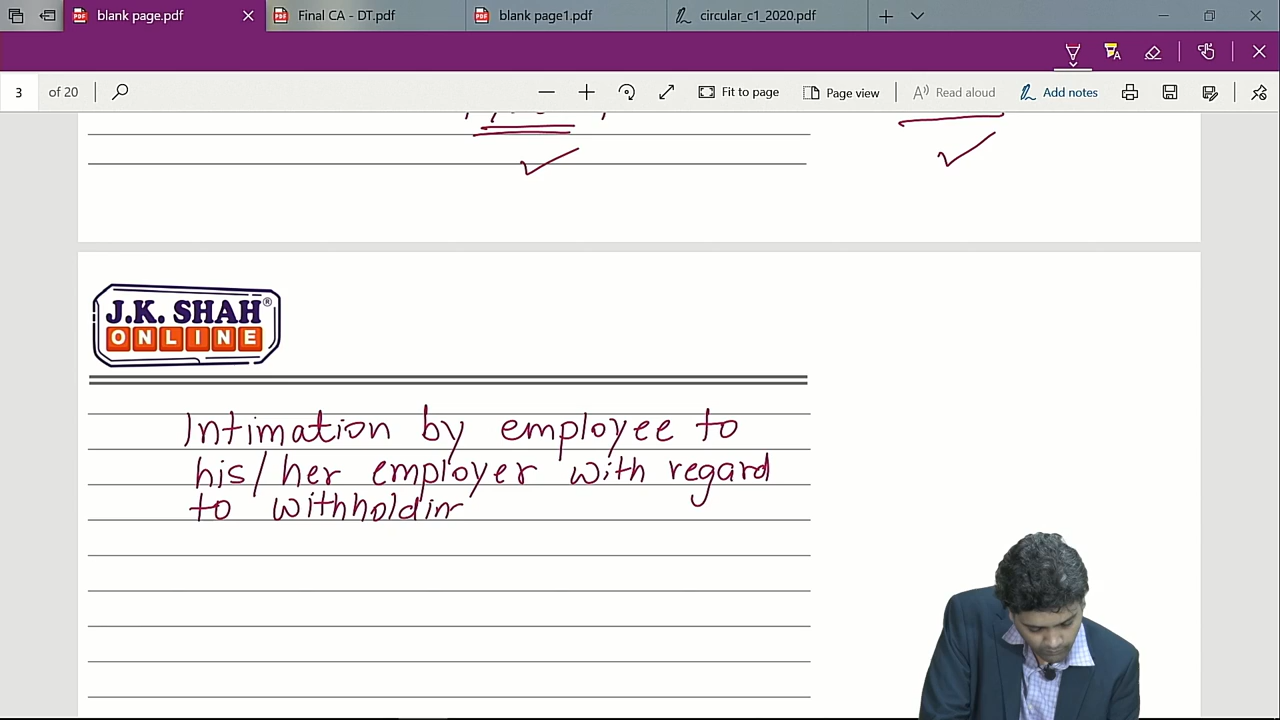 blank page.pdf
Final CA - DT.pdf
blank page1.pdf
circular_c1_2020.pdf
3 of 20
Fit to page
Page view
Read aloud
Add notes
J.K. SHAH®
ONLINE
Intimation by employee to
his/her employer with regard
to withholdin